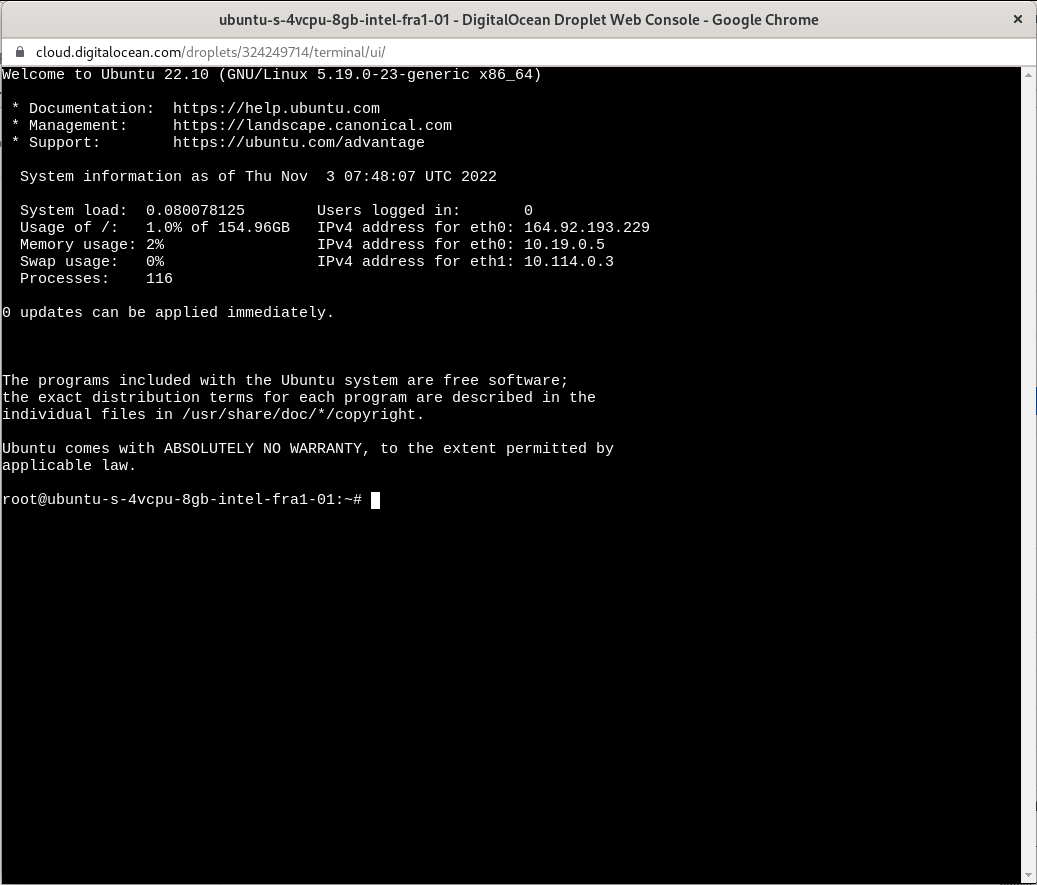 ubuntu-s-4vcpu-8gb-intel-fra1-01 - DigitalOcean Droplet Web Console - Google Chrome
cloud.digitalocean.com/droplets/324249714/terminal/ui/
Welcome to Ubuntu 22.10 (GNU/Linux 5.19.0-23-generic x86_64)
* Documentation:  https://help.ubuntu.com
* Management:     https://landscape.canonical.com
* Support:        https://ubuntu.com/advantage
System information as of Thu Nov  3 07:48:07 UTC 2022
System load:  0.080078125        Users logged in:       0
Usage of /:   1.0% of 154.96GB   IPv4 address for eth0: 164.92.193.229
Memory usage: 2%                 IPv4 address for eth0: 10.19.0.5
Swap usage:   0%                 IPv4 address for eth1: 10.114.0.3
Processes:    116
0 updates can be applied immediately.
The programs included with the Ubuntu system are free software;
the exact distribution terms for each program are described in the
individual files in /usr/share/doc/*/copyright.
Ubuntu comes with ABSOLUTELY NO WARRANTY, to the extent permitted by
applicable law.
root@ubuntu-s-4vcpu-8gb-intel-fra1-01:~#